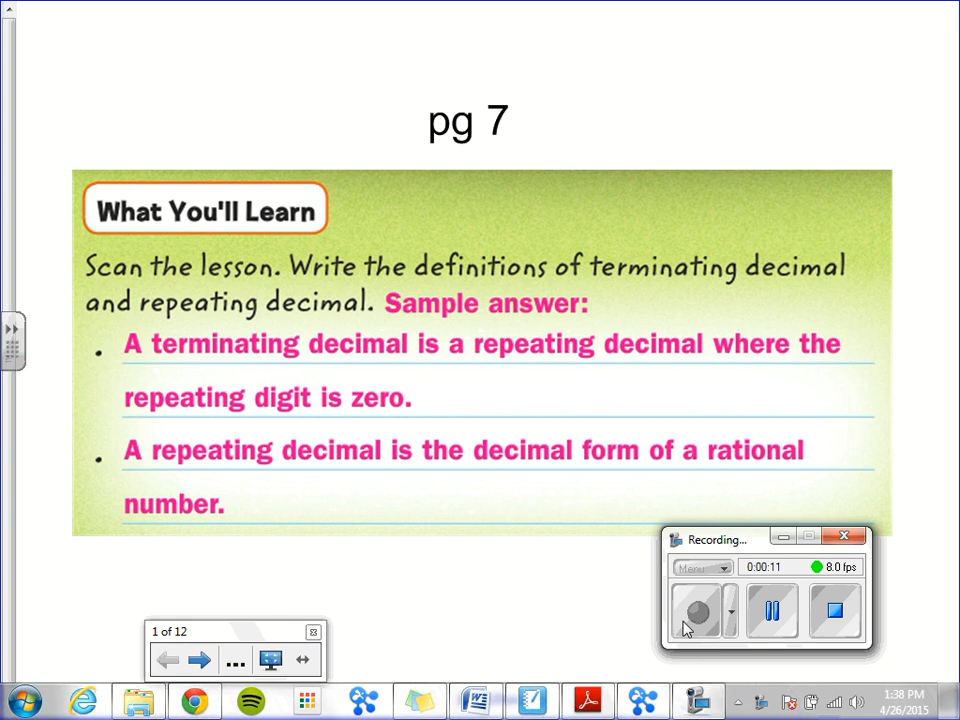 pg 7
What You'll Learn
Scan the lesson. Write the definitions of terminating decimal
and repeating decimal. Sample answer:
• A terminating decimal is a repeating decimal where the
repeating digit is zero.
• A repeating decimal is the decimal form of a rational
number.
Recording...
Menu 0:00:11 8.0 fps
1 of 12
...
1:38 PM
4/26/2015